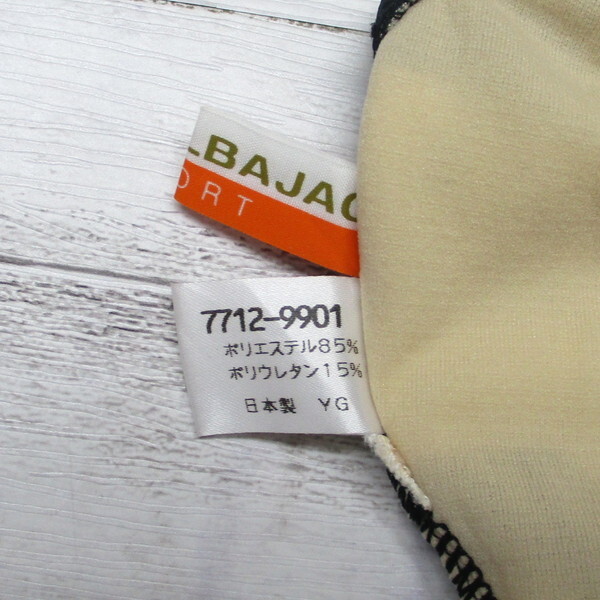 LBAJAC
ORT
7712-9901
ポリエステル85%
ポリウレタン15%
日本製 YG